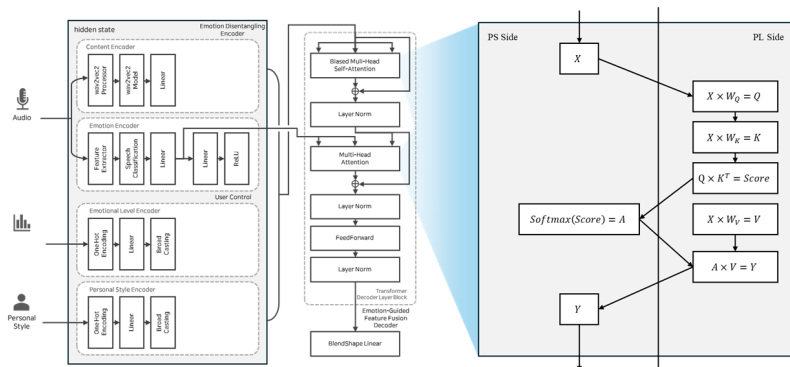 hidden state
Emotion Disentangling
Encoder
Content Encoder
wav2vec2
Processor
wav2vec2
Model
Linear
Audio
Emotion Encoder
Feature
Extractor
Speech
Classification
Linear
Linear
ReLU
User Control
Emotional Level Encoder
OneHot
Encoding
Linear
Broad
Casting
Personal
Style
Personal Style Encoder
OneHot
Encoding
Linear
Broad
Casting
Biased Mull-Head
Self-Attention
Layer Norm
Multi-Head
Attention
Layer Norm
FeedForward
Layer Norm
Transformer
Decoder Layer Block
Emotion-Guided
Feature Fusion
Decoder
BlendShape Linear
PS Side
PL Side
X
X × W_Q = Q
X × W_K = K
Q × K^T = Score
Softmax(Score) = A
X × W_V = V
A × V = Y
Y